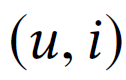 (u, i)